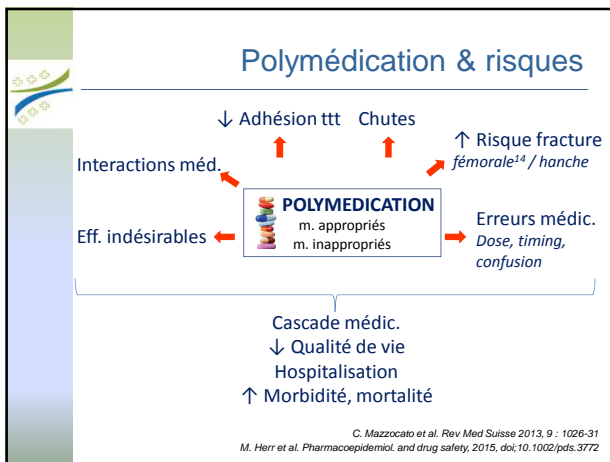 Polymédication & risques
↓ Adhésion ttt
Chutes
↑ Risque fracture
fémorale¹⁴ / hanche
Interactions méd.
POLYMEDICATION
m. appropriés
m. inappropriés
Eff. indésirables
Erreurs médic.
Dose, timing,
confusion
Cascade médic.
↓ Qualité de vie
Hospitalisation
↑ Morbidité, mortalité
C. Mazzocato et al. Rev Med Suisse 2013, 9 : 1026-31
M. Herr et al. Pharmacoepidemiol. and drug safety, 2015, doi;10.1002/pds.3772